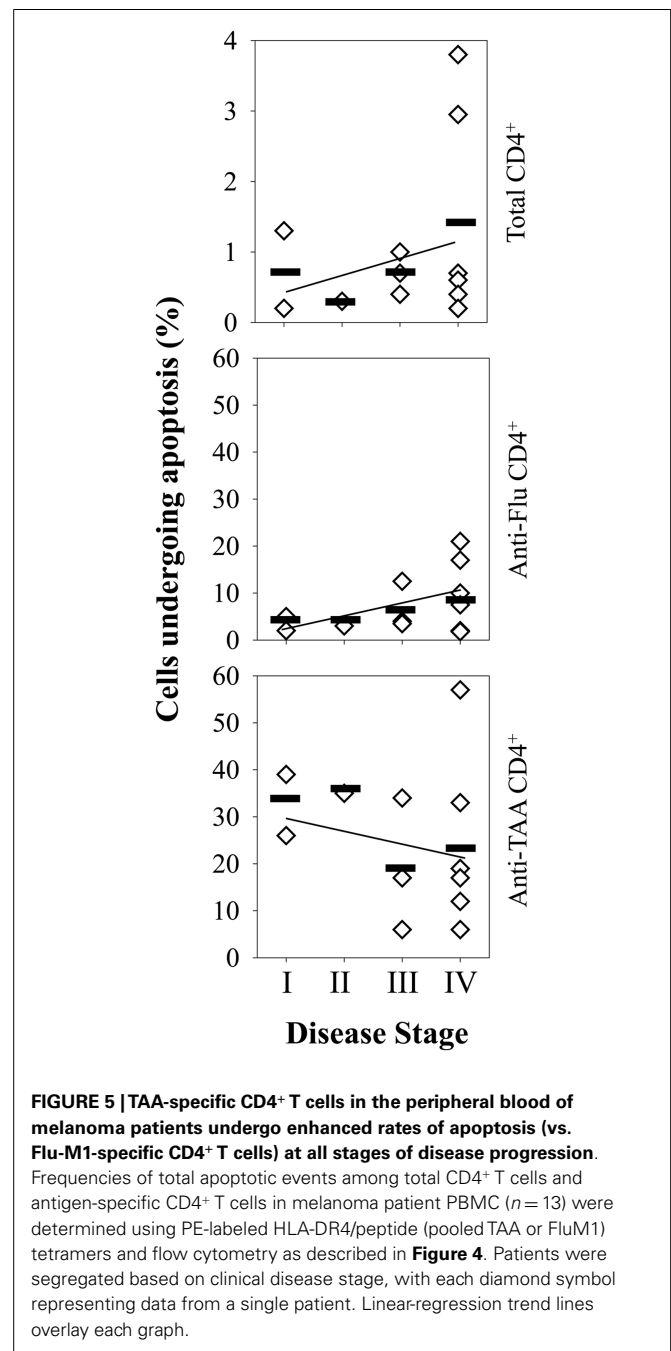 4
3
2
1
0
Total CD4+
60
50
40
30
20
10
0
Anti-Flu CD4+
60
50
40
30
20
10
0
Anti-TAA CD4+
Cells undergoing apoptosis (%)
I II III IV
Disease Stage
FIGURE 5 | TAA-specific CD4+ T cells in the peripheral blood of
melanoma patients undergo enhanced rates of apoptosis (vs.
Flu-M1-specific CD4+ T cells) at all stages of disease progression.
Frequencies of total apoptotic events among total CD4+ T cells and
antigen-specific CD4+ T cells in melanoma patient PBMC (n = 13) were
determined using PE-labeled HLA-DR4/peptide (pooled TAA or FluM1)
tetramers and flow cytometry as described in Figure 4. Patients were
segregated based on clinical disease stage, with each diamond symbol
representing data from a single patient. Linear-regression trend lines
overlay each graph.